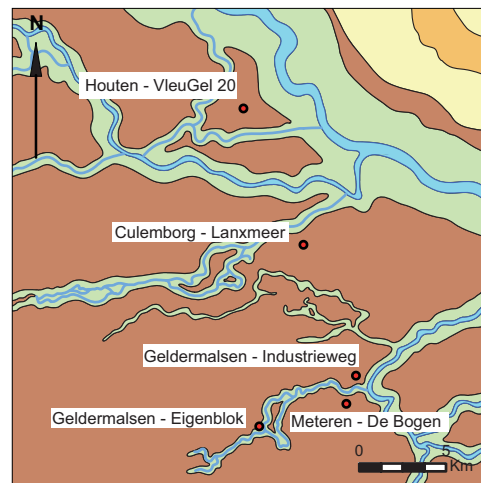 N
Houten - VleuGel 20
Culemborg - Lanxmeer
Geldermalsen - Industrieweg
Geldermalsen - Eigenblok
Meteren - De Bogen
0 5
Km